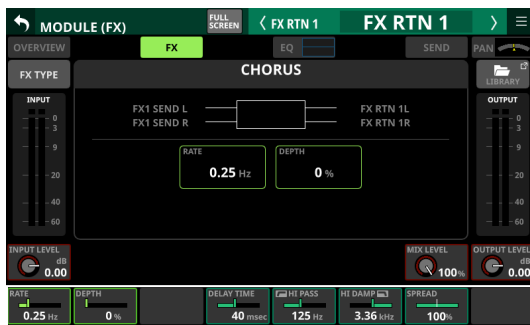 MODULE (FX)
FULL
SCREEN
FX RTN 1
FX RTN 1
OVERVIEW
FX
EQ
SEND
PAN
FX TYPE
CHORUS
LIBRARY
INPUT
OUTPUT
FX1 SEND L
FX RTN 1L
FX1 SEND R
FX RTN 1R
0
3
9
20
40
60
0
3
9
20
40
60
RATE
0.25 Hz
DEPTH
0 %
INPUT LEVEL
dB
0.00
MIX LEVEL
100%
OUTPUT LEVEL
dB
0.00
RATE
0.25 Hz
DEPTH
0 %
DELAY TIME
40 msec
HI PASS
125 Hz
HI DAMP
3.36 kHz
SPREAD
100%